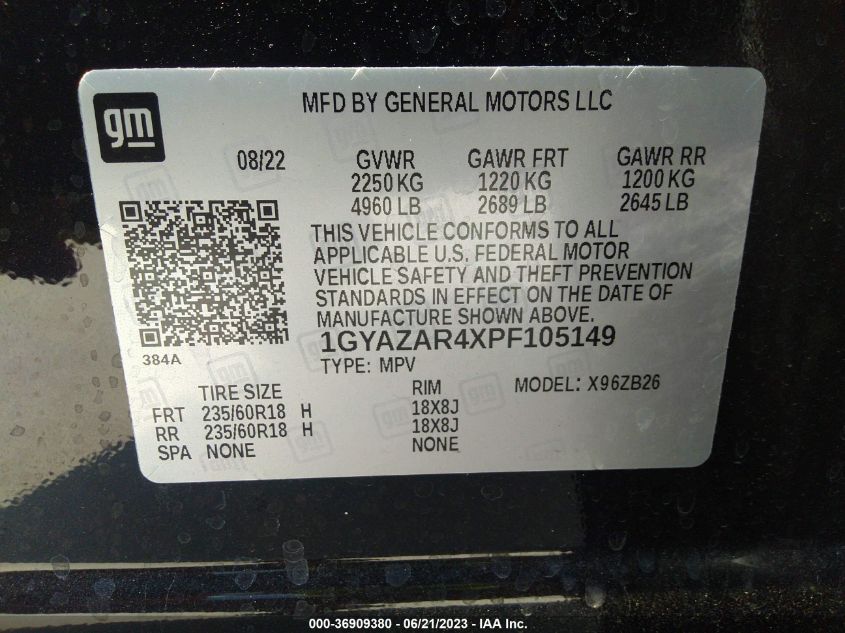 gm
MFD BY GENERAL MOTORS LLC
08/22 GVWR GAWR FRT GAWR RR
2250 KG 1220 KG 1200 KG
4960 LB 2689 LB 2645 LB
THIS VEHICLE CONFORMS TO ALL
APPLICABLE U.S. FEDERAL MOTOR
VEHICLE SAFETY AND THEFT PREVENTION
STANDARDS IN EFFECT ON THE DATE OF
MANUFACTURE SHOWN ABOVE.
384A
1GYAZAR4XPF105149
TYPE: MPV
TIRE SIZE RIM MODEL: X96ZB26
FRT 235/60R18 H 18X8J
RR 235/60R18 H 18X8J
SPA NONE NONE
000-36909380 - 06/21/2023 - IAA Inc.